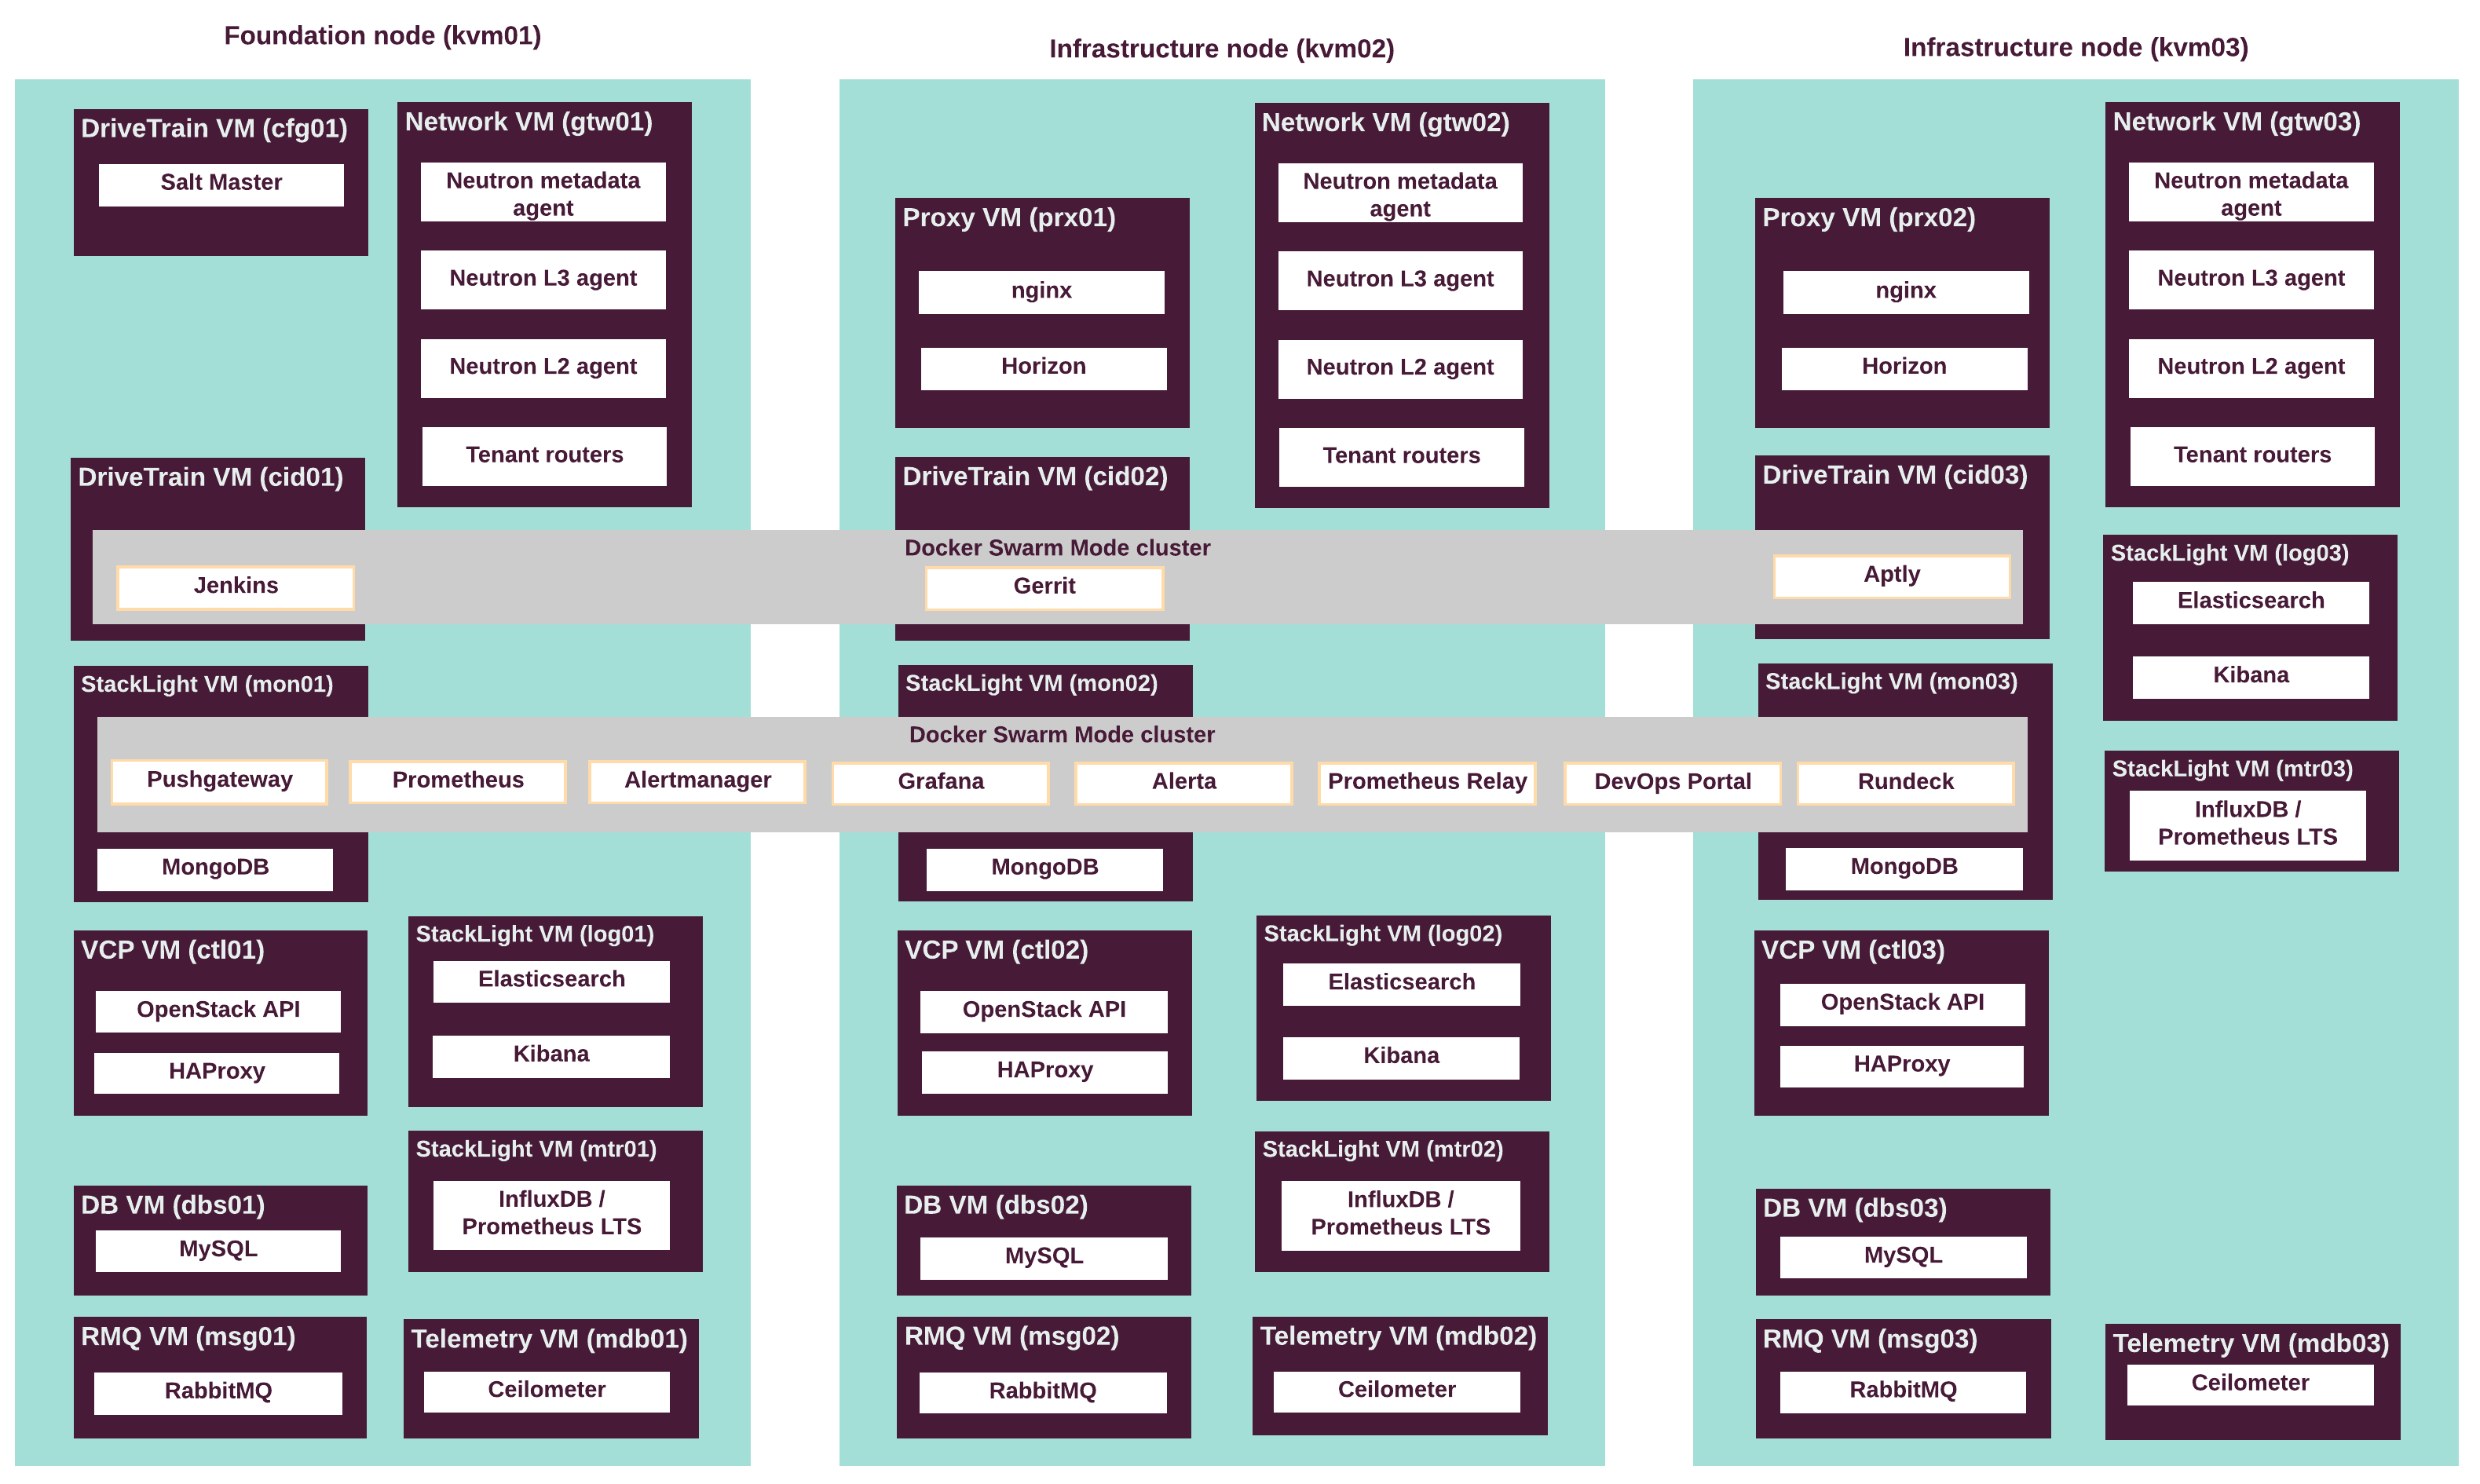 Foundation node (kvm01)
DriveTrain VM (cfg01)
Salt Master
Network VM (gtw01)
Neutron metadata
agent
Neutron L3 agent
Neutron L2 agent
Tenant routers
DriveTrain VM (cid01)
Infrastructure node (kvm02)
Proxy VM (prx01)
nginx
Horizon
Network VM (gtw02)
Neutron metadata
agent
Neutron L3 agent
Neutron L2 agent
Tenant routers
DriveTrain VM (cid02)
Infrastructure node (kvm03)
Proxy VM (prx02)
nginx
Horizon
Network VM (gtw03)
Neutron metadata
agent
Neutron L3 agent
Neutron L2 agent
Tenant routers
DriveTrain VM (cid03)
Docker Swarm Mode cluster
Jenkins
Gerrit
Aptly
StackLight VM (log03)
Elasticsearch
Kibana
StackLight VM (mon01)
StackLight VM (mon02)
StackLight VM (mon03)
Docker Swarm Mode cluster
Pushgateway
Prometheus
Alertmanager
Grafana
Alerta
Prometheus Relay
DevOps Portal
Rundeck
MongoDB
MongoDB
MongoDB
StackLight VM (mtr03)
InfluxDB /
Prometheus LTS
VCP VM (ctl01)
OpenStack API
HAProxy
StackLight VM (log01)
Elasticsearch
Kibana
StackLight VM (mtr01)
InfluxDB /
Prometheus LTS
DB VM (dbs01)
MySQL
RMQ VM (msg01)
RabbitMQ
Telemetry VM (mdb01)
Ceilometer
VCP VM (ctl02)
OpenStack API
HAProxy
StackLight VM (log02)
Elasticsearch
Kibana
StackLight VM (mtr02)
InfluxDB /
Prometheus LTS
DB VM (dbs02)
MySQL
RMQ VM (msg02)
RabbitMQ
Telemetry VM (mdb02)
Ceilometer
VCP VM (ctl03)
OpenStack API
HAProxy
DB VM (dbs03)
MySQL
RMQ VM (msg03)
RabbitMQ
Telemetry VM (mdb03)
Ceilometer